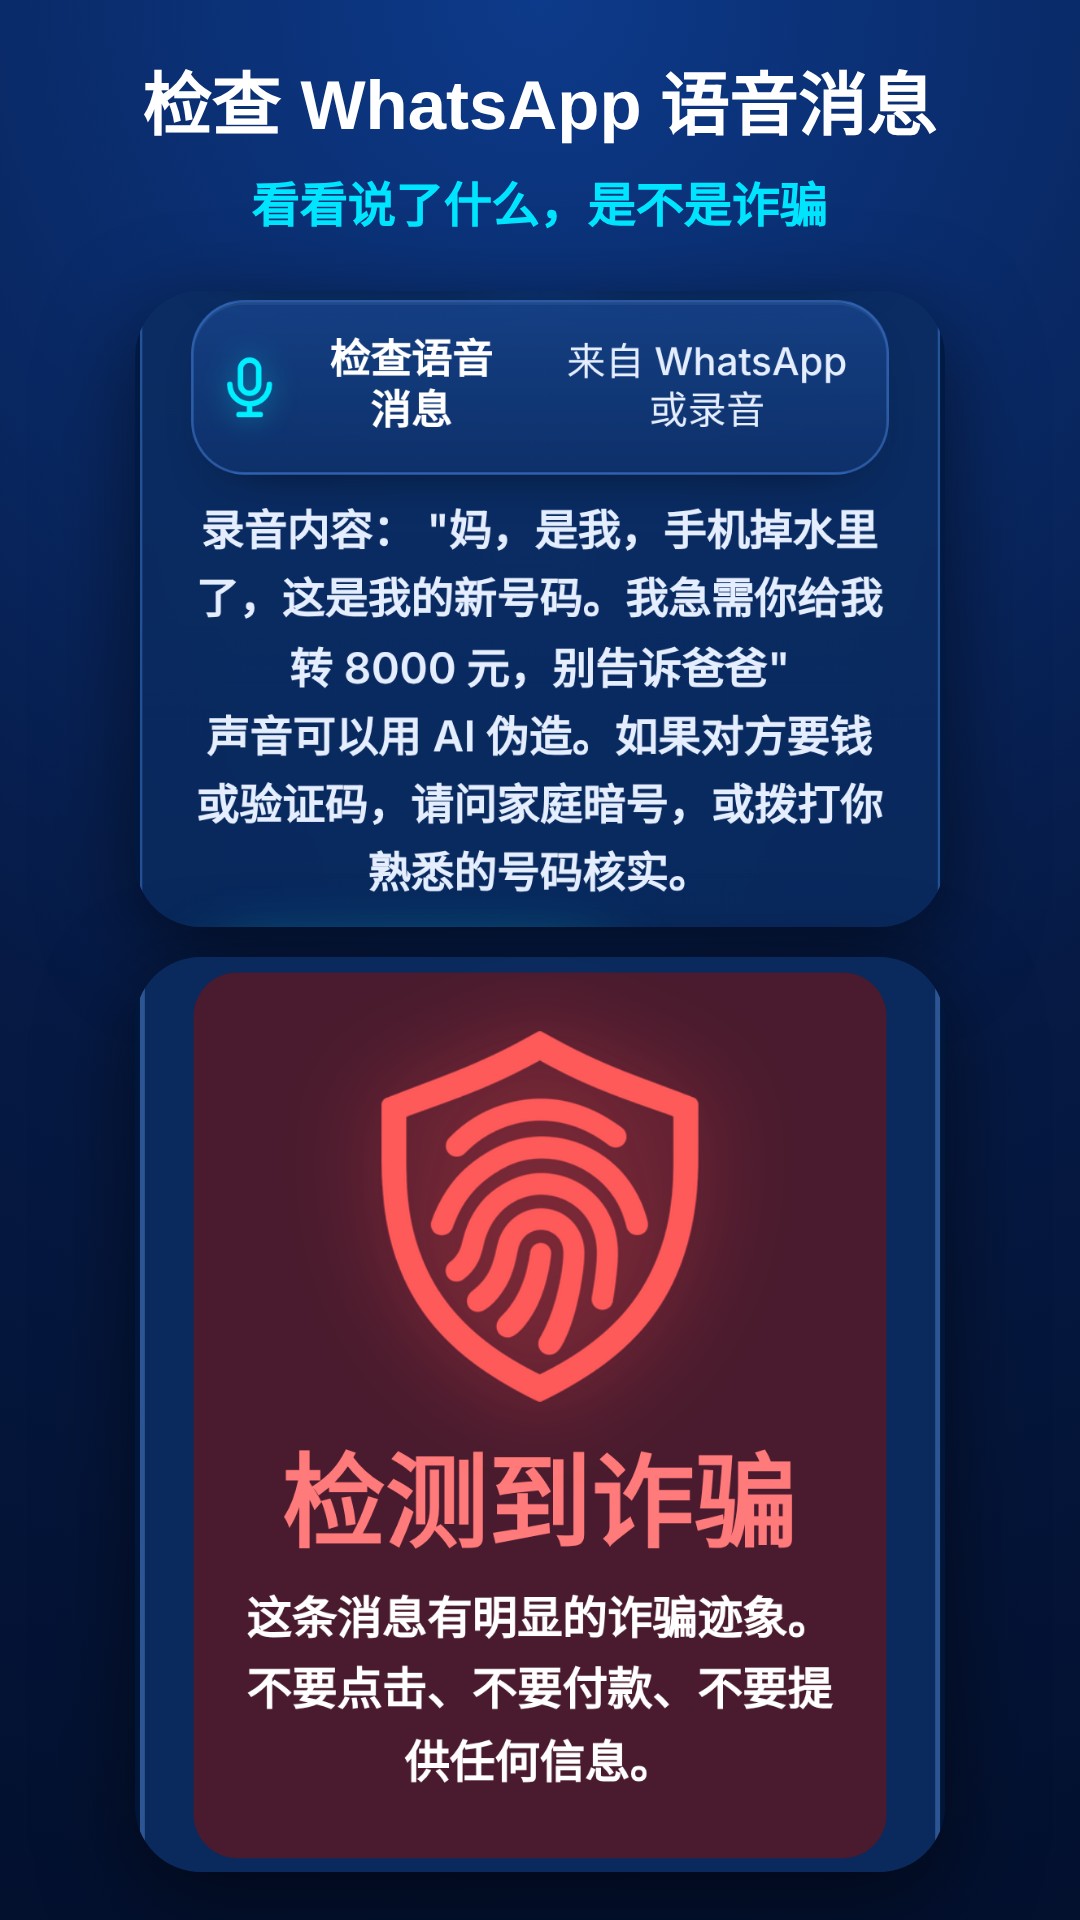 检查 WhatsApp 语音消息
看看说了什么，是不是诈骗
检查语音
消息
来自 WhatsApp
或录音
录音内容： "妈，是我，手机掉水里
了，这是我的新号码。我急需你给我
转 8000 元，别告诉爸爸"
声音可以用 AI 伪造。如果对方要钱
或验证码，请问家庭暗号，或拨打你
熟悉的号码核实。
检测到诈骗
这条消息有明显的诈骗迹象。
不要点击、不要付款、不要提
供任何信息。